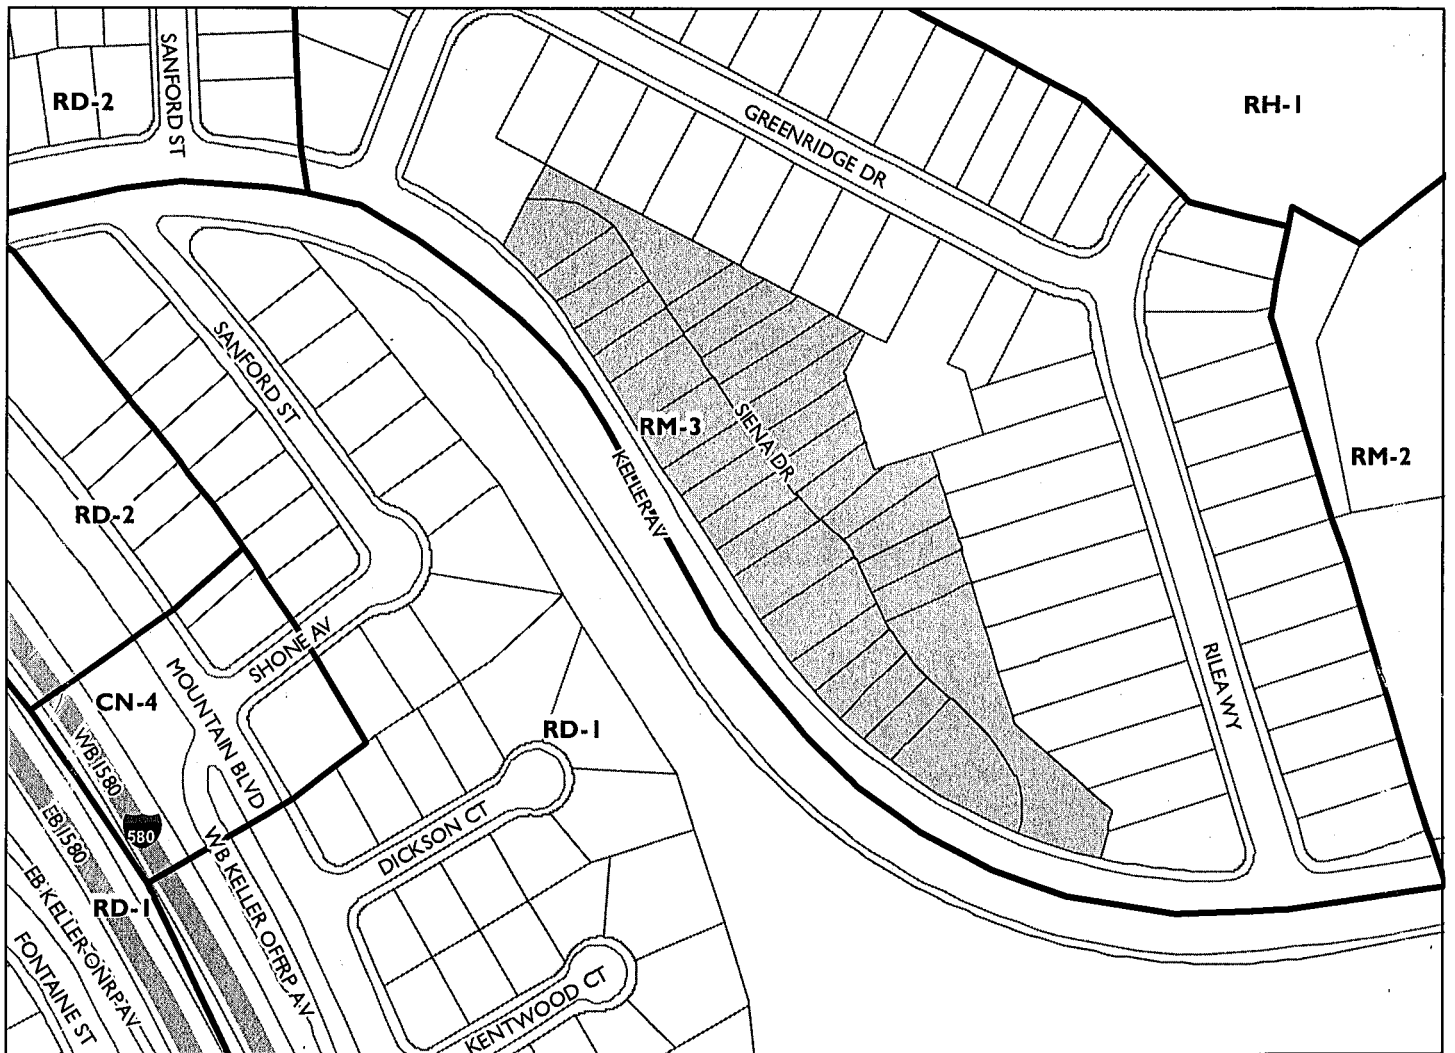 SANFORD ST
RD-2
RH-1
GREENRIDGE DR
SANFORD ST
RM-3
SIENA DR
KELLER AV
RM-2
RD-2
SHONE AV
RILEA WY
MOUNTAIN BLVD
CN-4
RD-1
WB I580
EB I580
580
DICKSON CT
WB KELLER OFFRP AV
EB KELLER ONRP AV
RD-1
FONTAINE ST
KENTWOOD CT